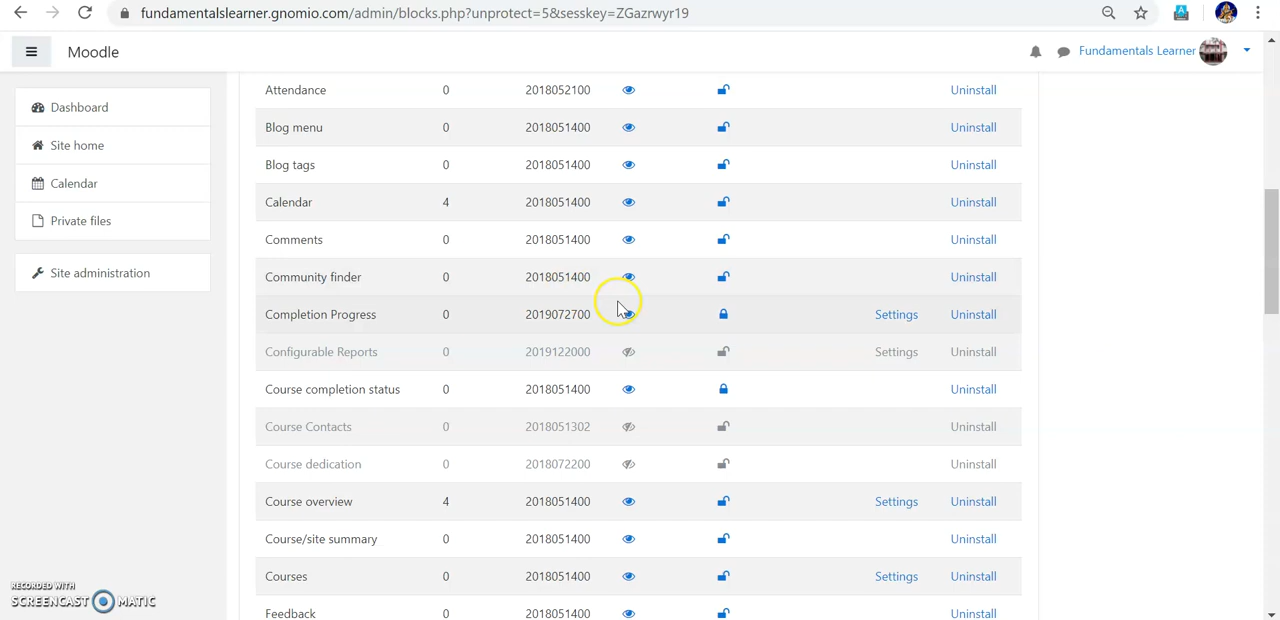 fundamentalslearner.gnomio.com/admin/blocks.php?unprotect=5&sesskey=ZGazrwyr19
Moodle
Fundamentals Learner
Dashboard
Site home
Calendar
Private files
Site administration
Attendance 0 2018052100 Uninstall
Blog menu 0 2018051400 Uninstall
Blog tags 0 2018051400 Uninstall
Calendar 4 2018051400 Uninstall
Comments 0 2018051400 Uninstall
Community finder 0 2018051400 Uninstall
Completion Progress 0 2019072700 Settings Uninstall
Configurable Reports 0 2019122000 Settings Uninstall
Course completion status 0 2018051400 Uninstall
Course Contacts 0 2018051302 Uninstall
Course dedication 0 2018072200 Uninstall
Course overview 4 2018051400 Settings Uninstall
Course/site summary 0 2018051400 Uninstall
Courses 0 2018051400 Settings Uninstall
Feedback 0 2018051400 Uninstall
RECORDED WITH
SCREENCAST MATIC